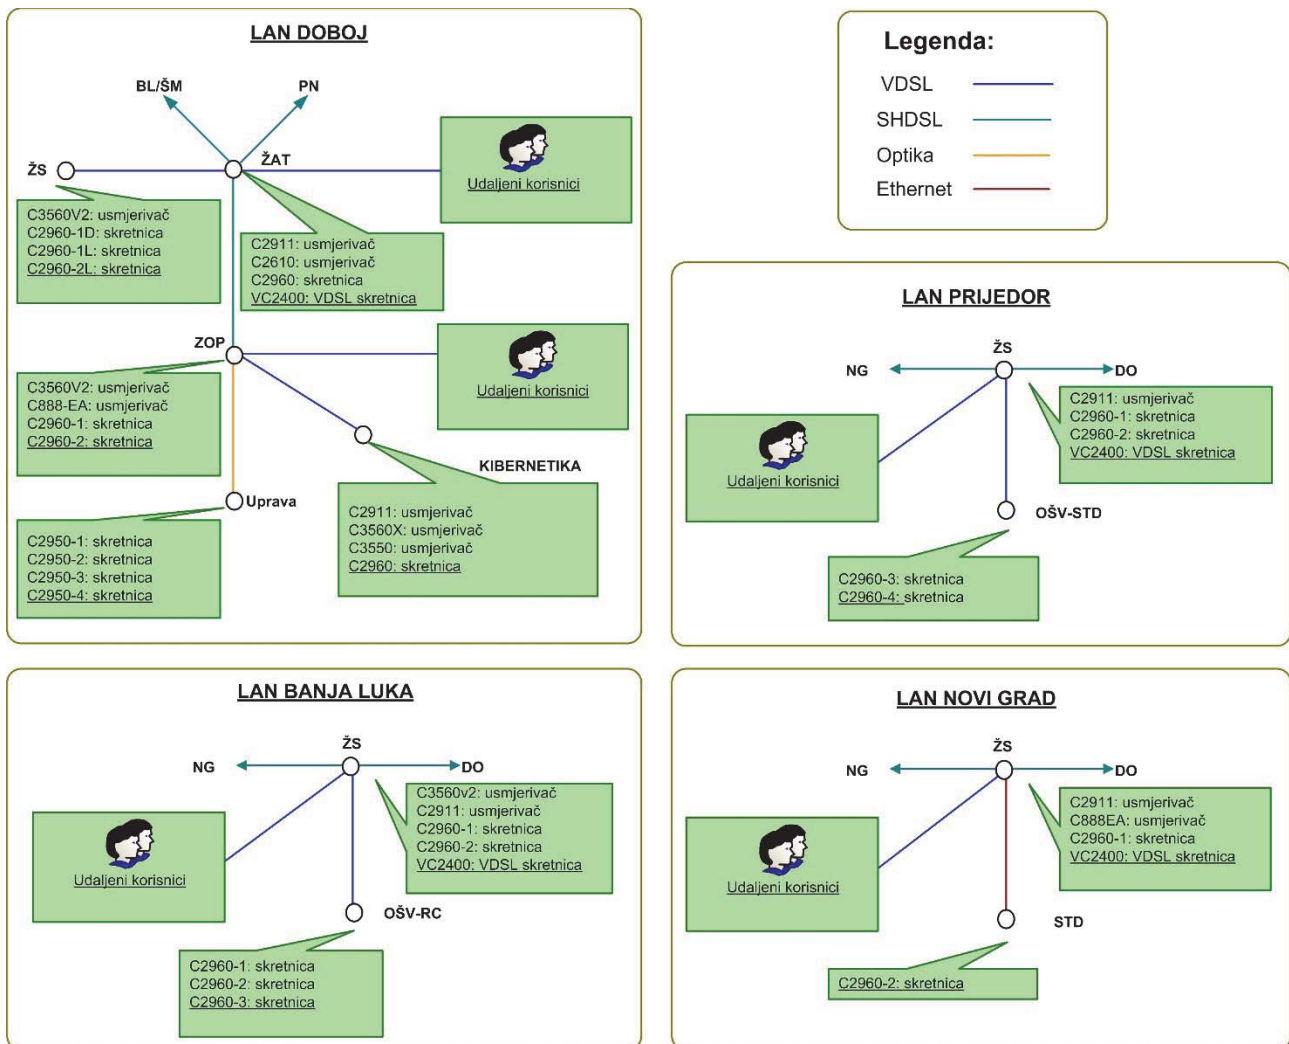 LAN DOBOJ
BL/ŠM
PN
ŽS
ŽAT
Udaljeni korisnici
C3560V2: usmjerivač
C2960-1D: skretnica
C2960-1L: skretnica
C2960-2L: skretnica
C2911: usmjerivač
C2610: usmjerivač
C2960: skretnica
VC2400: VDSL skretnica
ZOP
Udaljeni korisnici
C3560V2: usmjerivač
C888-EA: usmjerivač
C2960-1: skretnica
C2960-2: skretnica
KIBERNETIKA
C2911: usmjerivač
C3560X: usmjerivač
C3550: usmjerivač
C2960: skretnica
Uprava
C2950-1: skretnica
C2950-2: skretnica
C2950-3: skretnica
C2950-4: skretnica
Legenda:
VDSL
SHDSL
Optika
Ethernet
LAN PRIJEDOR
ŽS
NG
DO
C2911: usmjerivač
C2960-1: skretnica
C2960-2: skretnica
VC2400: VDSL skretnica
Udaljeni korisnici
OŠV-STD
C2960-3: skretnica
C2960-4: skretnica
LAN BANJA LUKA
ŽS
NG
DO
C3560v2: usmjerivač
C2911: usmjerivač
C2960-1: skretnica
C2960-2: skretnica
VC2400: VDSL skretnica
Udaljeni korisnici
OŠV-RC
C2960-1: skretnica
C2960-2: skretnica
C2960-3: skretnica
LAN NOVI GRAD
ŽS
NG
DO
C2911: usmjerivač
C888EA: usmjerivač
C2960-1: skretnica
VC2400: VDSL skretnica
Udaljeni korisnici
STD
C2960-2: skretnica